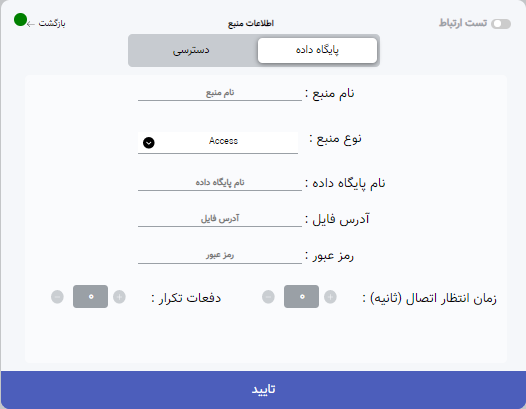 تست ارتباط
اطلاعات منبع
بازگشت
پایگاه داده
دسترسی
نام منبع :
نام منبع
نوع منبع :
Access
نام پایگاه داده :
نام پایگاه داده
آدرس فایل :
آدرس فایل
رمز عبور :
رمز عبور
زمان انتظار اتصال (ثانیه) : + ۰ −
دفعات تکرار : + ۰ −
تایید